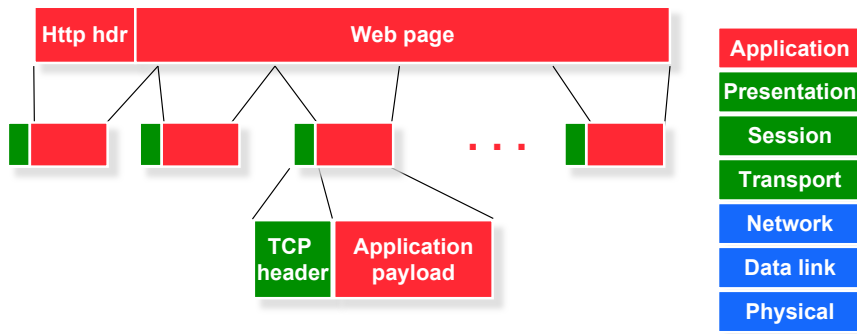 Http hdr
Web page
. . .
TCP
header
Application
payload
Application
Presentation
Session
Transport
Network
Data link
Physical